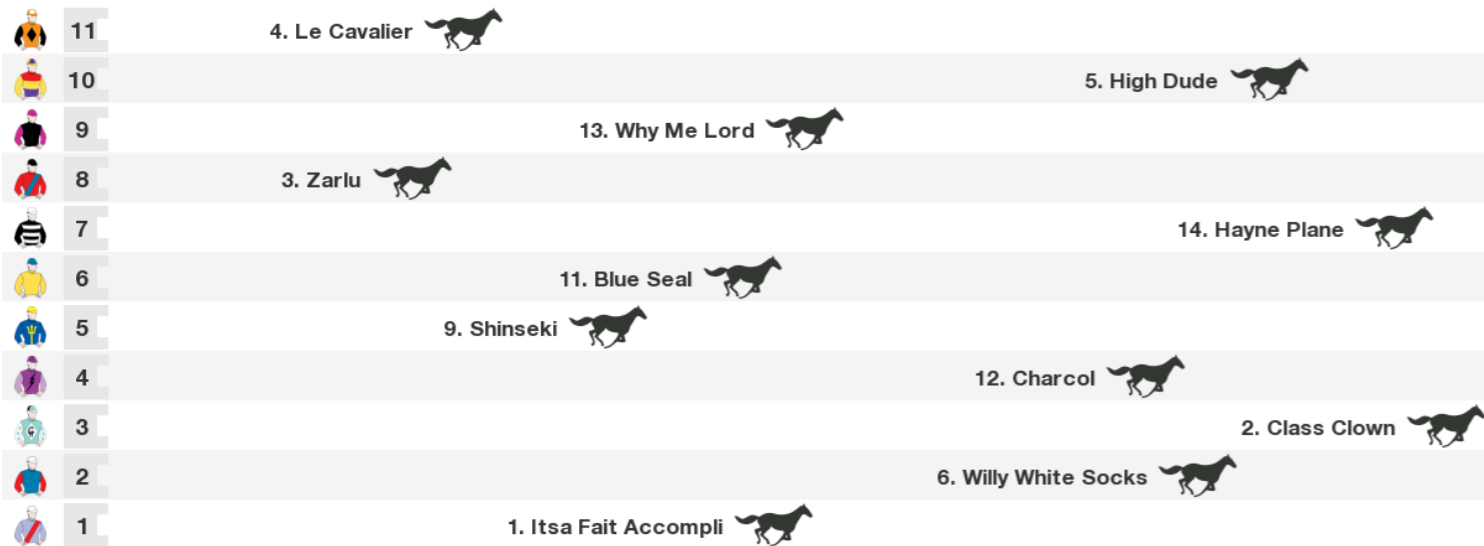 11 4. Le Cavalier
10 5. High Dude
9 13. Why Me Lord
8 3. Zarlu
7 14. Hayne Plane
6 11. Blue Seal
5 9. Shinseki
4 12. Charcol
3 2. Class Clown
2 6. Willy White Socks
1 1. Itsa Fait Accompli